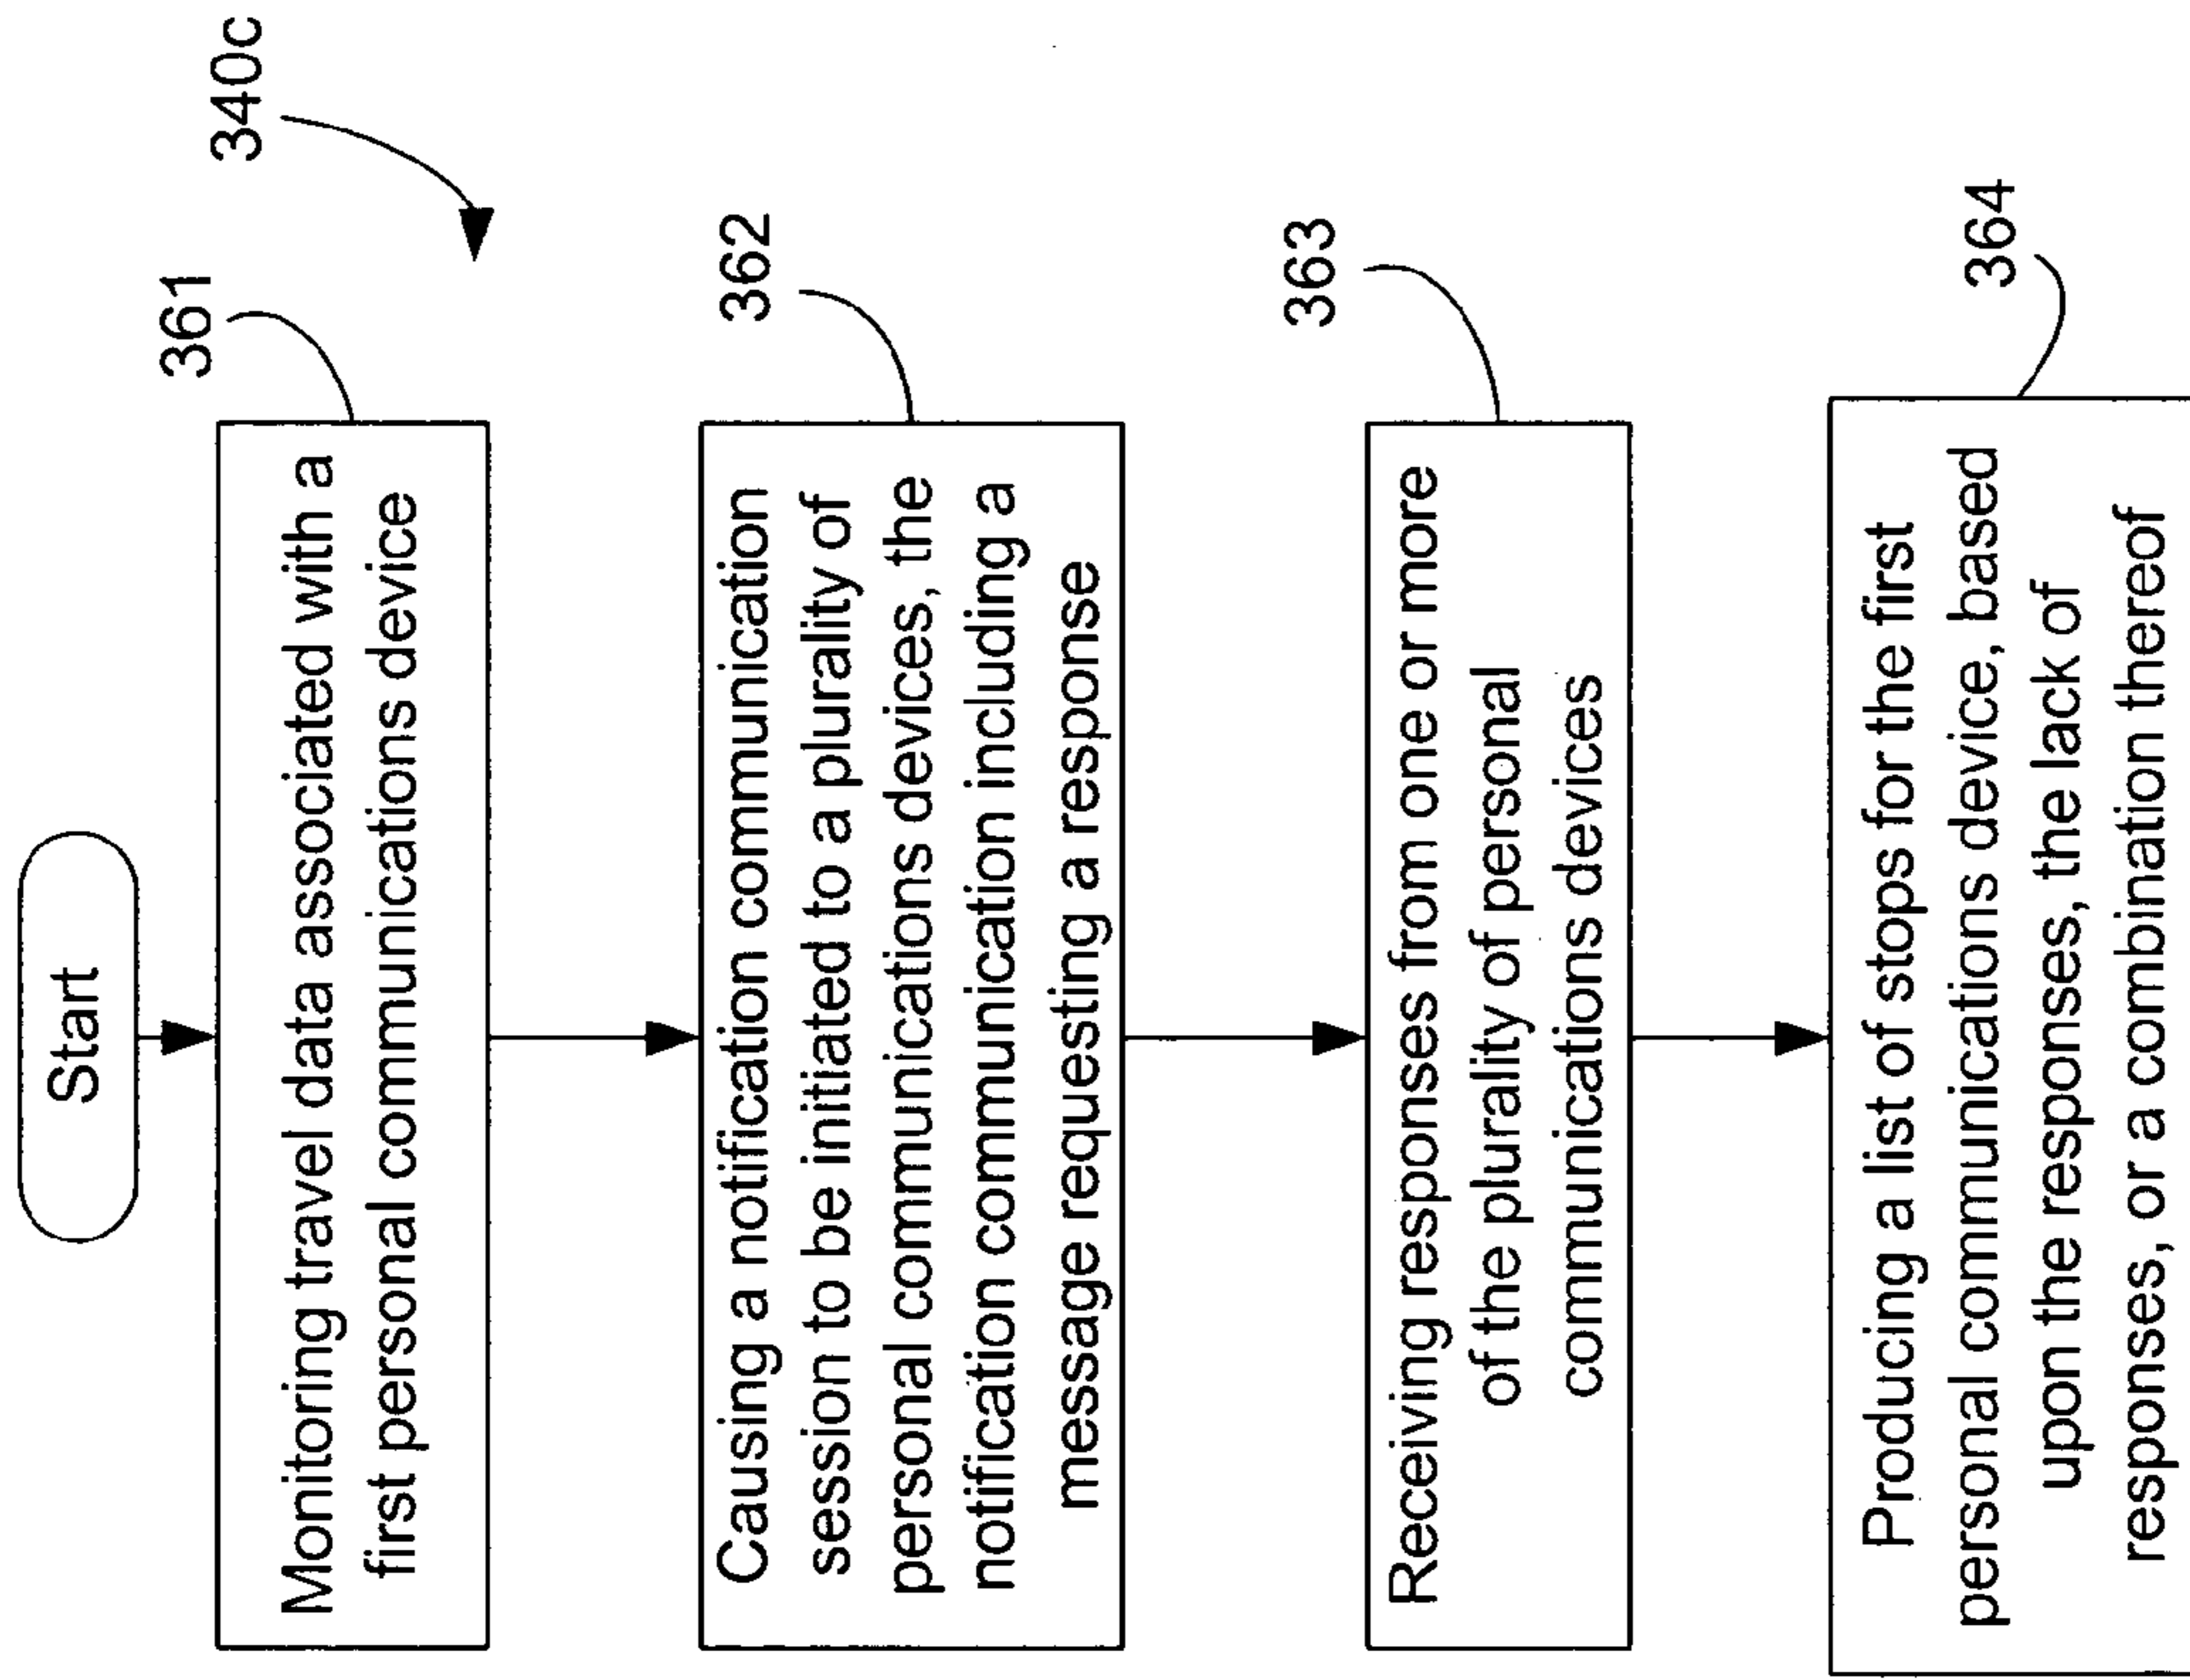 Start
340c
361
Monitoring travel data associated with a
first personal communications device
362
Causing a notification communication
session to be initiated to a plurality of
personal communications devices, the
notification communication including a
message requesting a response
363
Receiving responses from one or more
of the plurality of personal
communications devices
364
Producing a list of stops for the first
personal communications device, based
upon the responses, the lack of
responses, or a combination thereof